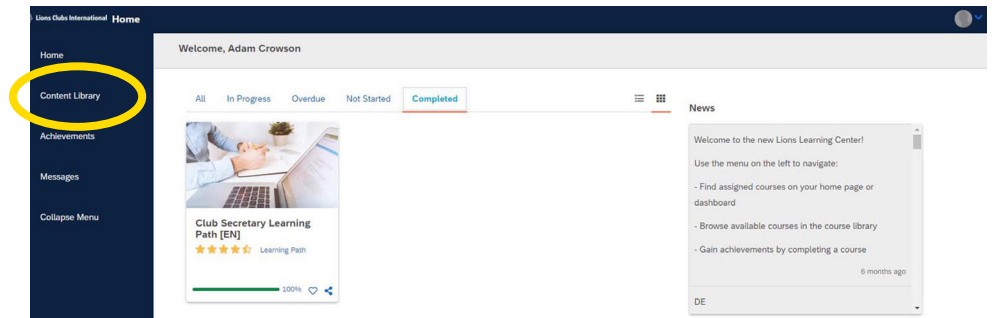 Lions Clubs International Home
Home
Content Library
Achievements
Messages
Collapse Menu
Welcome, Adam Crowson
All In Progress Overdue Not Started Completed
Club Secretary Learning
Path [EN]
Learning Path
100%
News
Welcome to the new Lions Learning Center!
Use the menu on the left to navigate:
- Find assigned courses on your home page or
dashboard
- Browse available courses in the course library
- Gain achievements by completing a course
6 months ago
DE